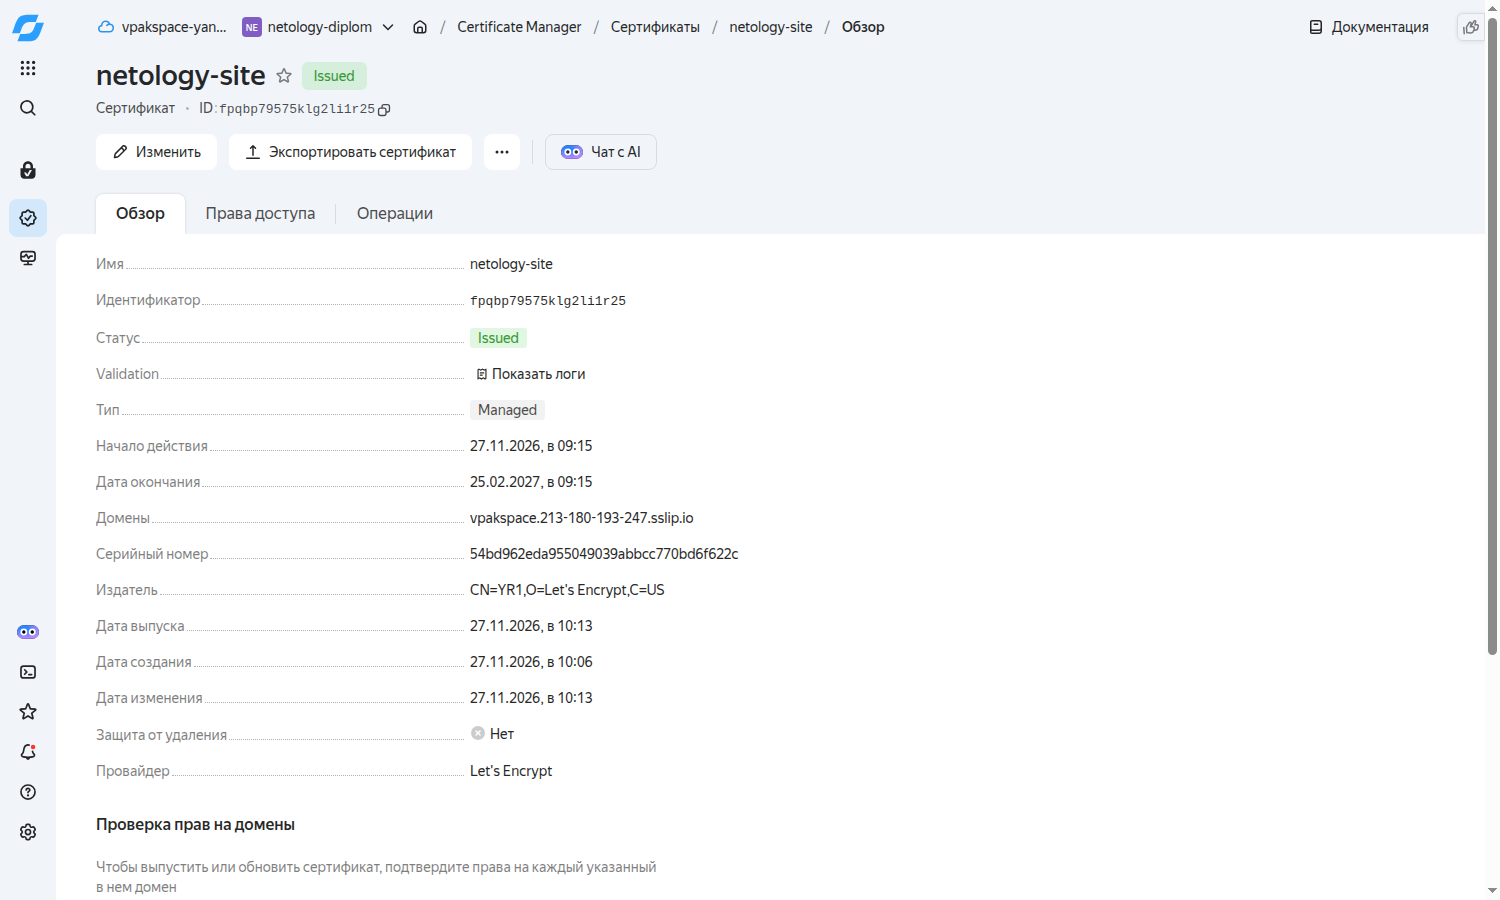 vpakspace-yan...
NE netology-diplom / Certificate Manager / Сертификаты / netology-site / Обзор
Документация
netology-site Issued
Сертификат • ID: fpqbp79575klg2li1r25
Изменить Экспортировать сертификат ... Чат с AI
Обзор Права доступа Операции
Имя netology-site
Идентификатор fpqbp79575klg2li1r25
Статус Issued
Validation Показать логи
Тип Managed
Начало действия 27.11.2026, в 09:15
Дата окончания 25.02.2027, в 09:15
Домены vpakspace.213-180-193-247.sslip.io
Серийный номер 54bd962eda955049039abbcc770bd6f622c
Издатель CN=YR1,O=Let's Encrypt,C=US
Дата выпуска 27.11.2026, в 10:13
Дата создания 27.11.2026, в 10:06
Дата изменения 27.11.2026, в 10:13
Защита от удаления Нет
Провайдер Let's Encrypt
Проверка прав на домены
Чтобы выпустить или обновить сертификат, подтвердите права на каждый указанный
в нем домен